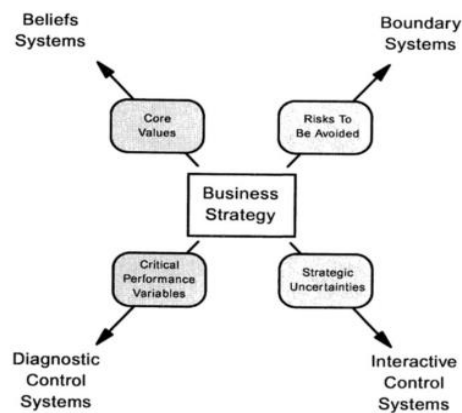 Beliefs
Systems
Boundary
Systems
Core
Values
Risks To
Be Avoided
Business
Strategy
Critical
Performance
Variables
Strategic
Uncertainties
Diagnostic
Control
Systems
Interactive
Control
Systems